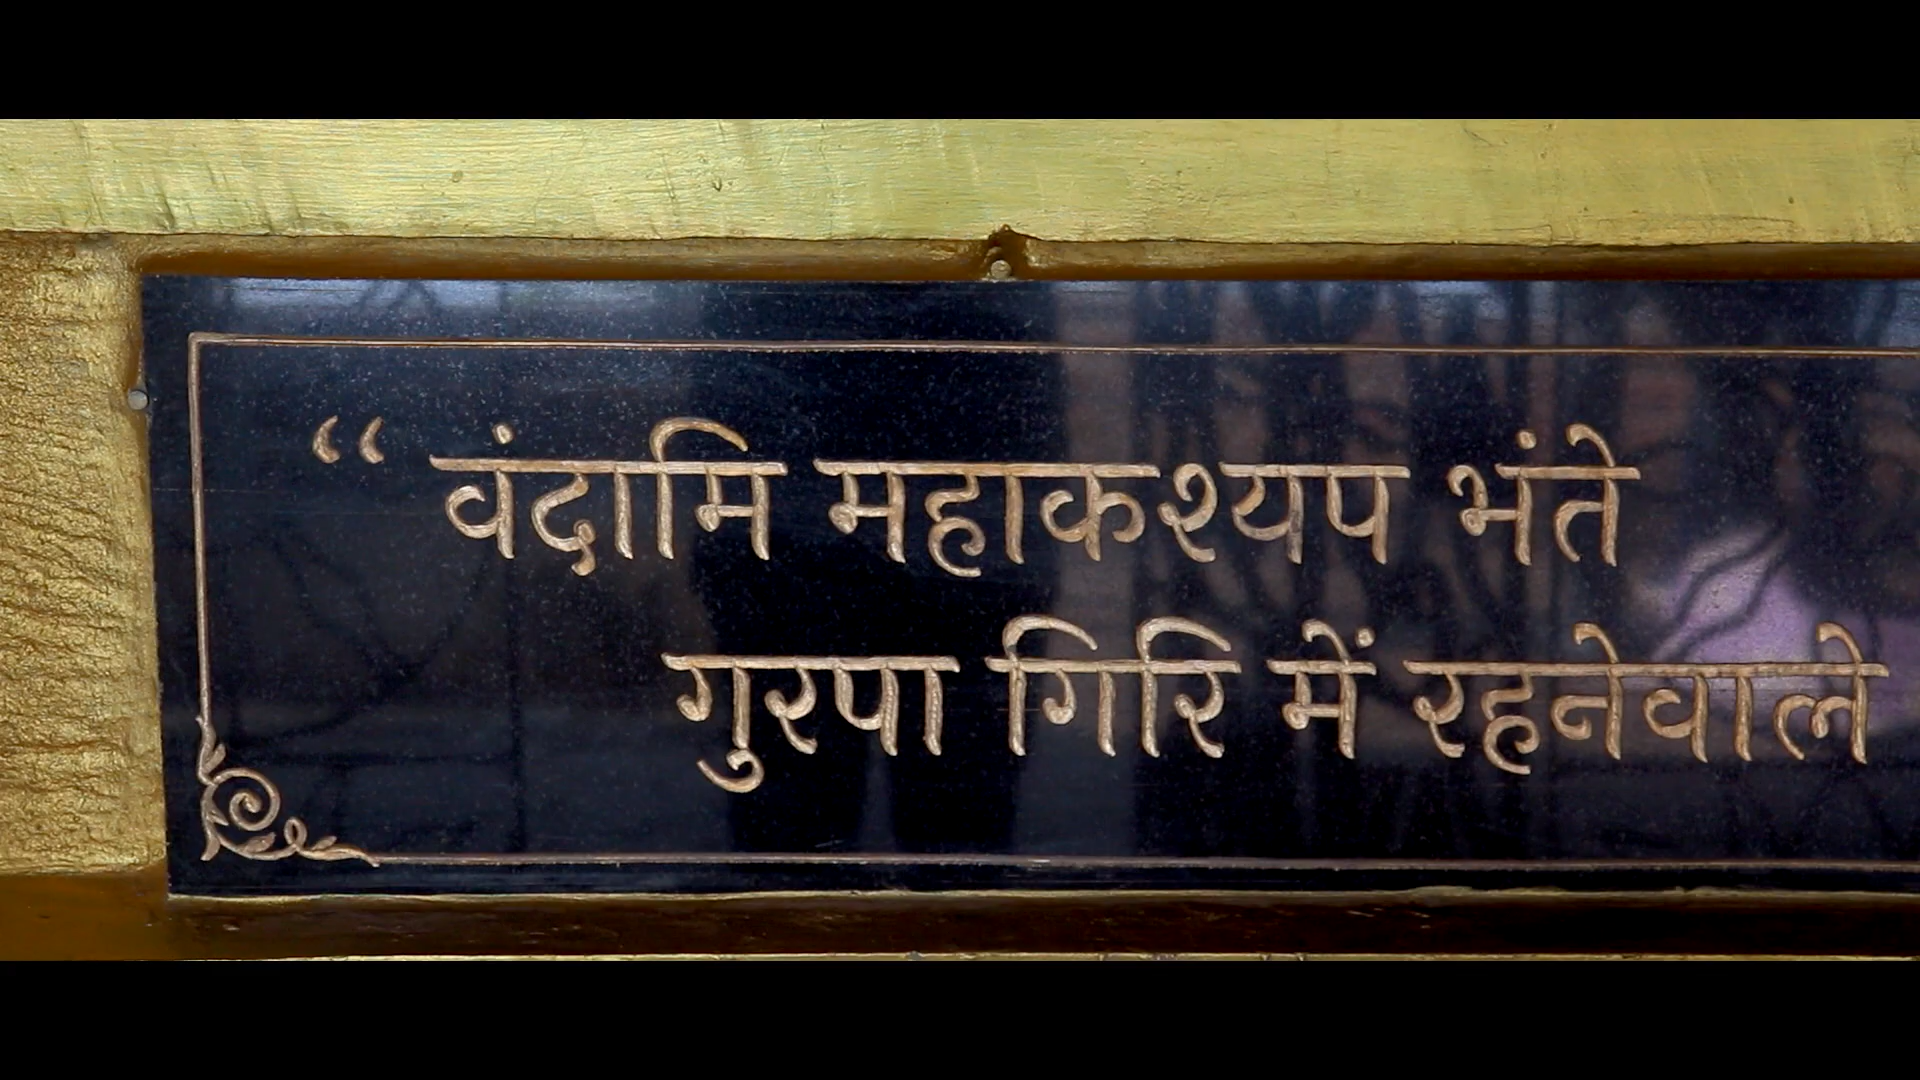 “ वंदामि महाकश्यप भंते
गुरपा गिरि में रहनेवाले